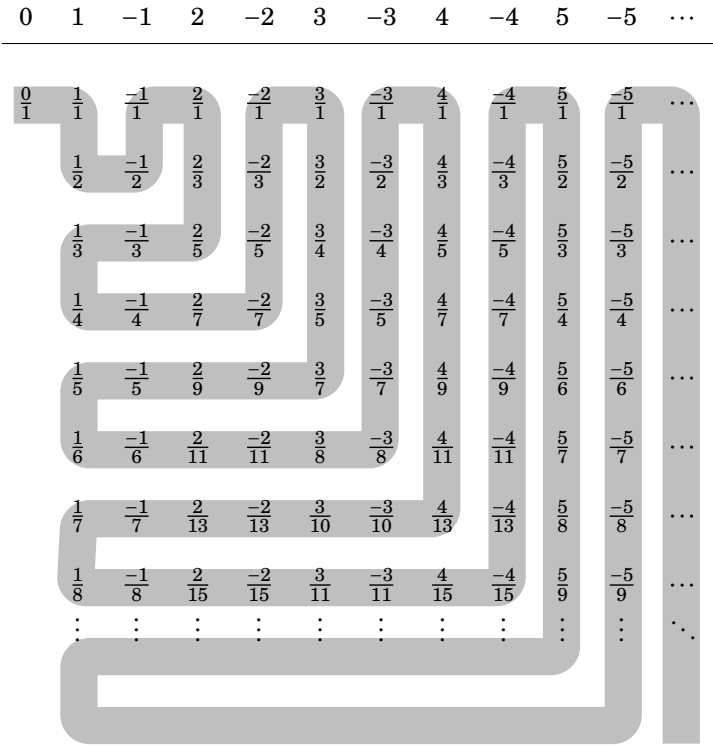 0 1 −1 2 −2 3 −3 4 −4 5 −5 ⋯
0/1 1/1 −1/1 2/1 −2/1 3/1 −3/1 4/1 −4/1 5/1 −5/1 ⋯
1/2 −1/2 2/3 −2/3 3/2 −3/2 4/3 −4/3 5/2 −5/2 ⋯
1/3 −1/3 2/5 −2/5 3/4 −3/4 4/5 −4/5 5/3 −5/3 ⋯
1/4 −1/4 2/7 −2/7 3/5 −3/5 4/7 −4/7 5/4 −5/4 ⋯
1/5 −1/5 2/9 −2/9 3/7 −3/7 4/9 −4/9 5/6 −5/6 ⋯
1/6 −1/6 2/11 −2/11 3/8 −3/8 4/11 −4/11 5/7 −5/7 ⋯
1/7 −1/7 2/13 −2/13 3/10 −3/10 4/13 −4/13 5/8 −5/8 ⋯
1/8 −1/8 2/15 −2/15 3/11 −3/11 4/15 −4/15 5/9 −5/9 ⋯
⋮ ⋮ ⋮ ⋮ ⋮ ⋮ ⋮ ⋮ ⋮ ⋮ ⋱